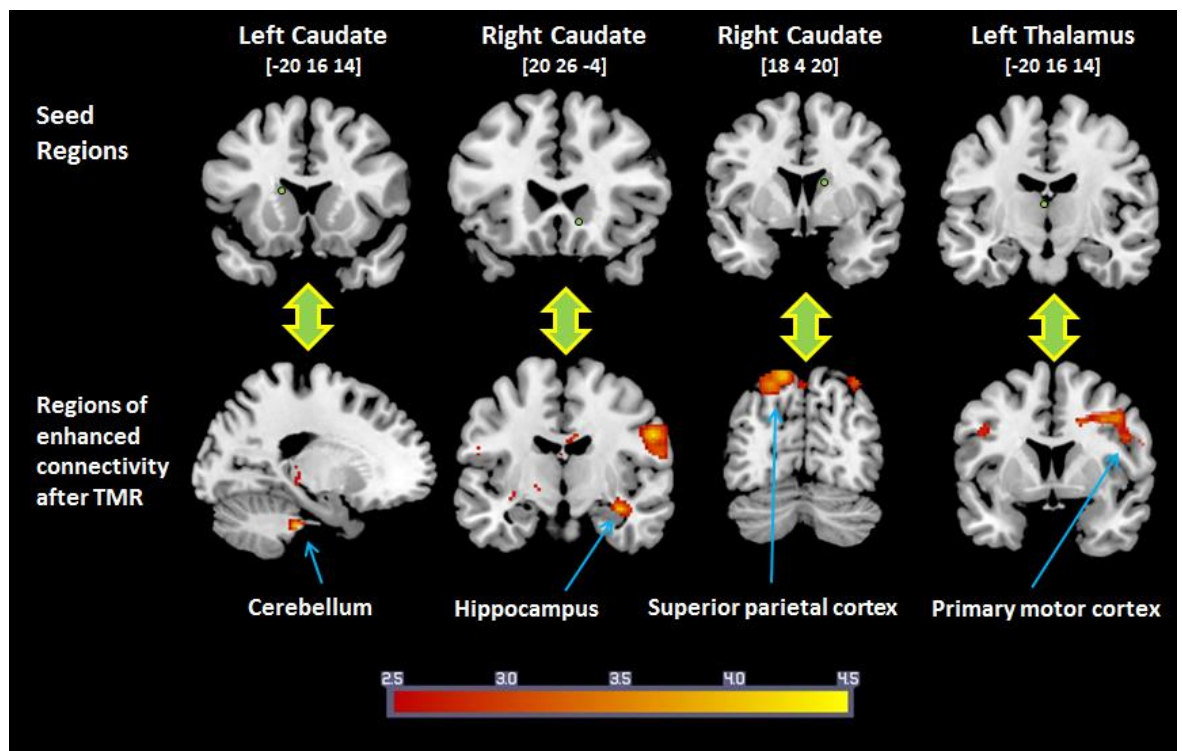 Left Caudate
[-20 16 14]
Right Caudate
[20 26 -4]
Right Caudate
[18 4 20]
Left Thalamus
[-20 16 14]
Seed
Regions
Regions of
enhanced
connectivity
after TMR
Cerebellum
Hippocampus
Superior parietal cortex
Primary motor cortex
2.5 3.0 3.5 4.0 4.5